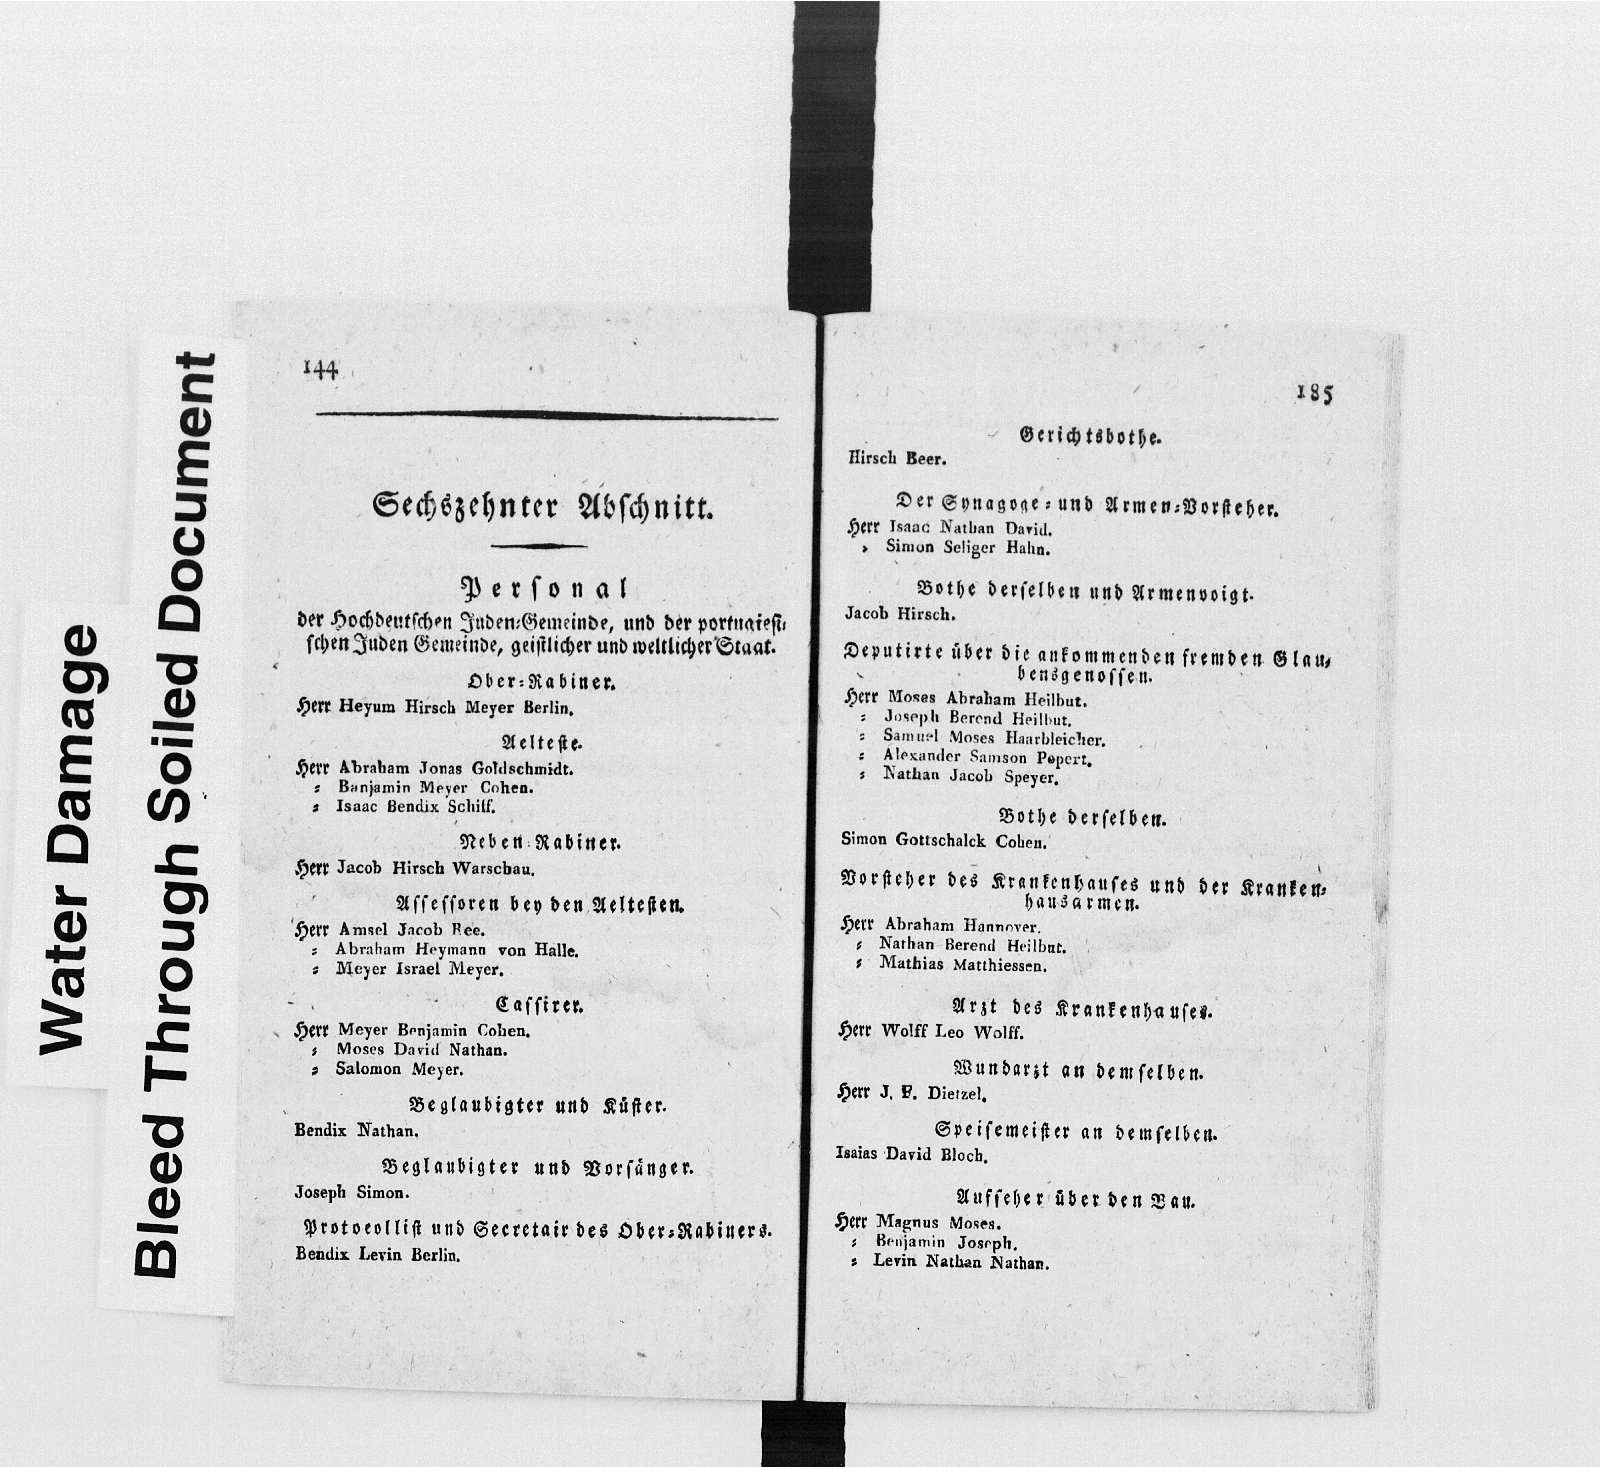 Water Damage
Bleed Through Soiled Document
144
Sechszehnter Abschnitt.
Personal
der Hochdeutschen Juden-Gemeinde, und der portugiesi-
schen Juden Gemeinde, geistlicher und weltlicher Staat.
Ober-Rabiner.
Herr Heyum Hirsch Meyer Berlin.
Aelteste.
Herr Abraham Jonas Goldschmidt.
= Banjamin Meyer Cohen.
= Isaac Bendix Schiff.
Neben-Rabiner.
Herr Jacob Hirsch Warschau.
Assessoren bey den Aeltesten.
Herr Amsel Jacob Ree.
= Abraham Heymann von Halle.
= Meyer Israel Meyer.
Cassirer.
Herr Meyer Benjamin Cohen.
= Moses David Nathan.
= Salomon Meyer.
Beglaubigter und Küster.
Bendix Nathan.
Beglaubigter und Vorsänger.
Joseph Simon.
Protocollist und Secretair des Ober-Rabiners.
Bendix Levin Berlin.
185
Gerichtsbothe.
Hirsch Beer.
Der Synagoge- und Armen-Vorsteher.
Herr Isaac Nathan David.
= Simon Seliger Hahn.
Bothe derselben und Armenvoigt.
Jacob Hirsch.
Deputirte über die ankommenden fremden Glau-
bensgenossen.
Herr Moses Abraham Heilbut.
= Joseph Berend Heilbut.
= Samuel Moses Haarbleicher.
= Alexander Samson Popert.
= Nathan Jacob Speyer.
Bothe derselben.
Simon Gottschalck Cohen.
Vorsteher des Krankenhauses und der Kranken-
hausarmen.
Herr Abraham Hannover.
= Nathan Berend Heilbut.
= Mathias Matthiessen.
Arzt des Krankenhauses.
Herr Wolff Leo Wolff.
Wundarzt an demselben.
Herr J. F. Dietzel.
Speisemeister an demselben.
Isaias David Bloch.
Aufseher über den Bau.
Herr Magnus Moses.
= Benjamin Joseph.
= Levin Nathan Nathan.